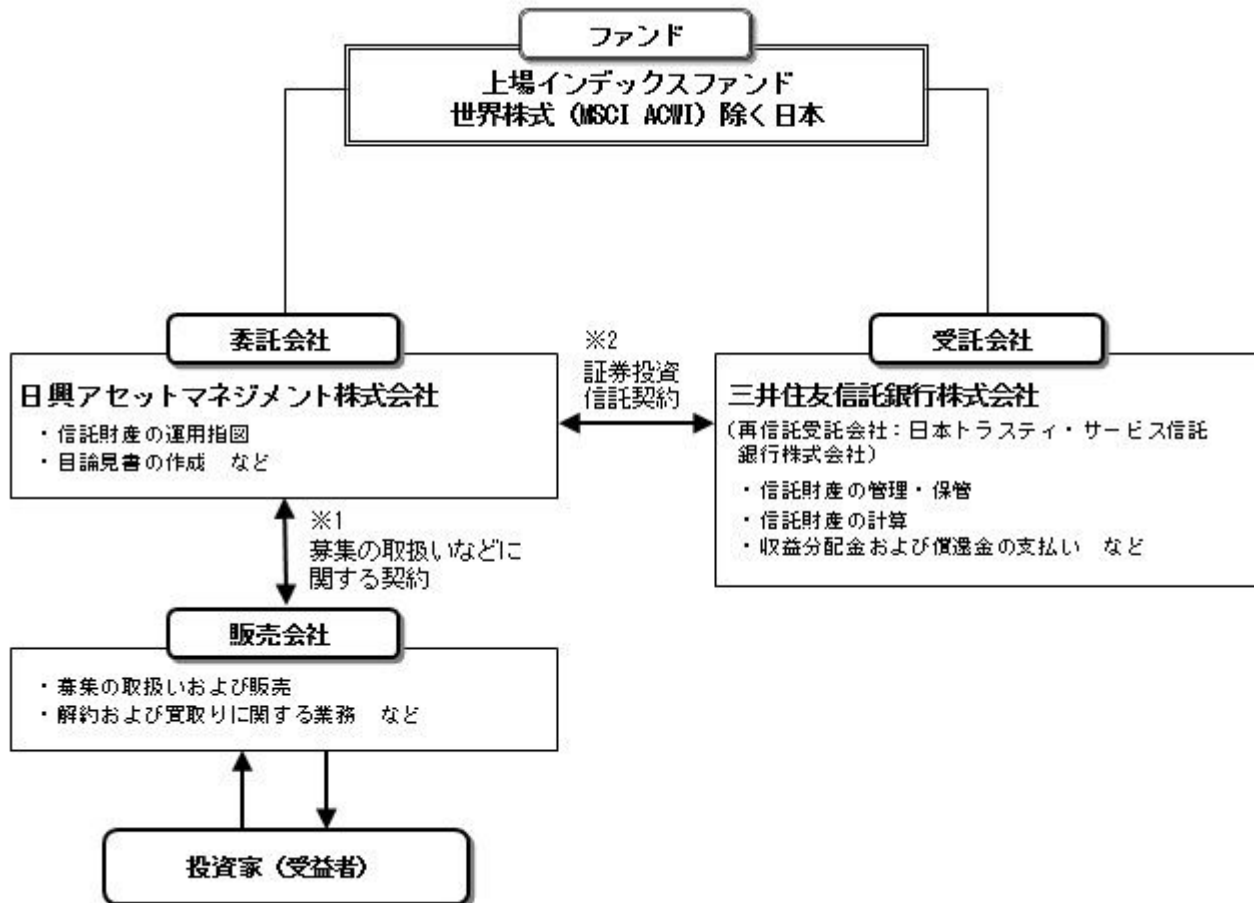 ファンド
上場インデックスファンド
世界株式(MSCI ACWI)除く日本
委託会社
日興アセットマネジメント株式会社
・信託財産の運用指図
・目論見書の作成 など
※2
証券投資
信託契約
受託会社
三井住友信託銀行株式会社
(再信託受託会社:日本トラスティ・サービス信託
銀行株式会社)
・信託財産の管理・保管
・信託財産の計算
・収益分配金および償還金の支払い など
※1
募集の取扱いなどに
関する契約
販売会社
・募集の取扱いおよび販売
・解約および買取りに関する業務 など
投資家(受益者)